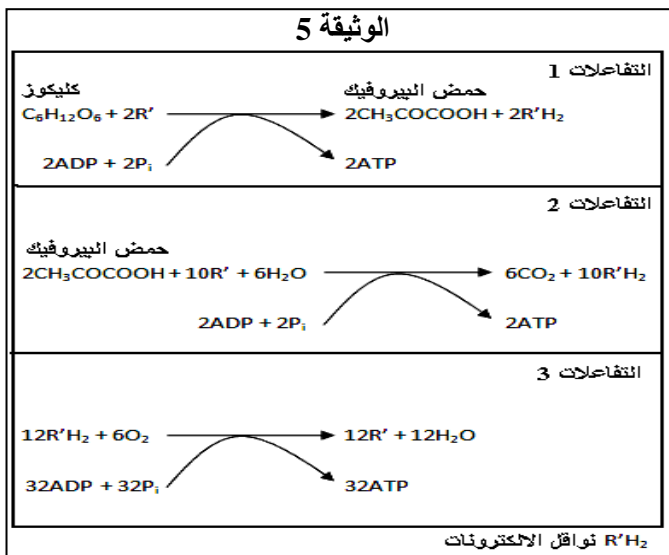 الوثيقة 5
التفاعلات 1
كليكوز حمض البيروفيك
C₆H₁₂O₆ + 2R’ 2CH₃COCOOH + 2R’H₂
2ADP + 2Pᵢ 2ATP
التفاعلات 2
حمض البيروفيك
2CH₃COCOOH + 10R’ + 6H₂O 6CO₂ + 10R’H₂
2ADP + 2Pᵢ 2ATP
التفاعلات 3
12R’H₂ + 6O₂ 12R’ + 12H₂O
32ADP + 32Pᵢ 32ATP
R’H₂ نواقل الالكترونات